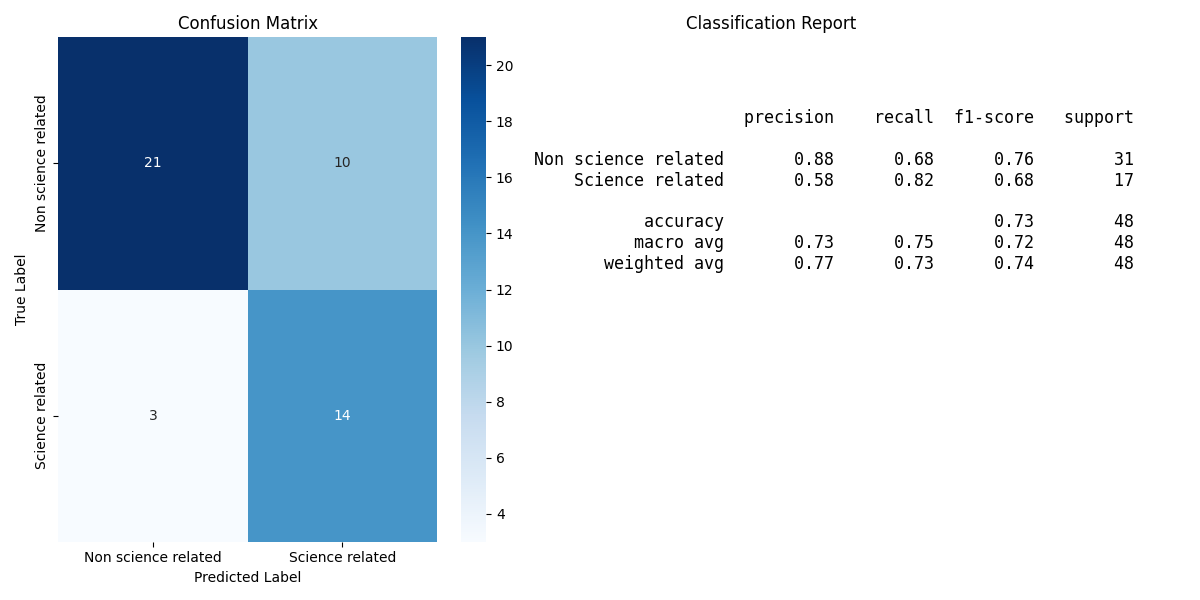 Confusion Matrix
Non science related
Science related
True Label
21
10
3
14
Non science related
Science related
Predicted Label
20
18
16
14
12
10
8
6
4
Classification Report
precision recall f1-score support
Non science related 0.88 0.68 0.76 31
Science related 0.58 0.82 0.68 17
accuracy 0.73 48
macro avg 0.73 0.75 0.72 48
weighted avg 0.77 0.73 0.74 48